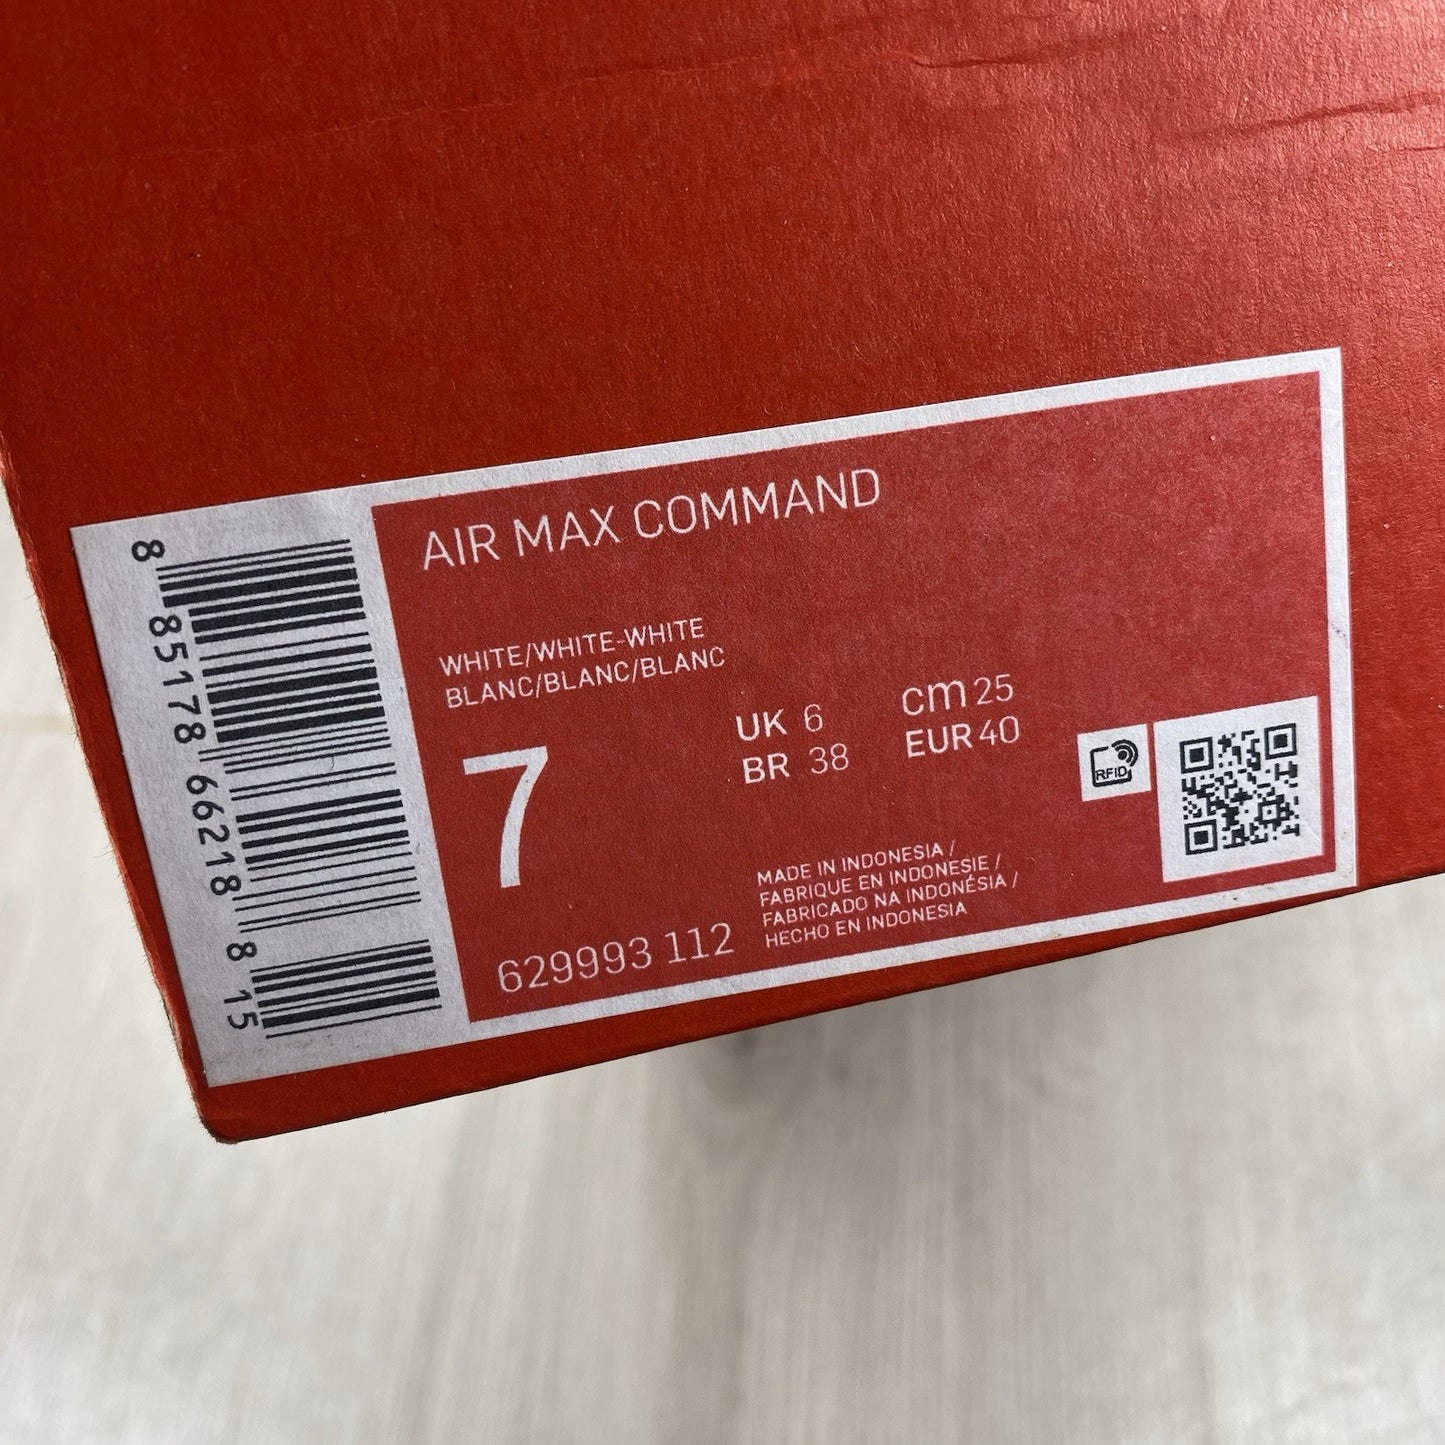 AIR MAX COMMAND
WHITE/WHITE-WHITE
BLANC/BLANC/BLANC
7
UK 6
BR 38
cm 25
EUR 40
RFID
629993 112
MADE IN INDONESIA /
FABRIQUE EN INDONESIE /
FABRICADO NA INDONÉSIA /
HECHO EN INDONESIA
8 85178 66218 8 15